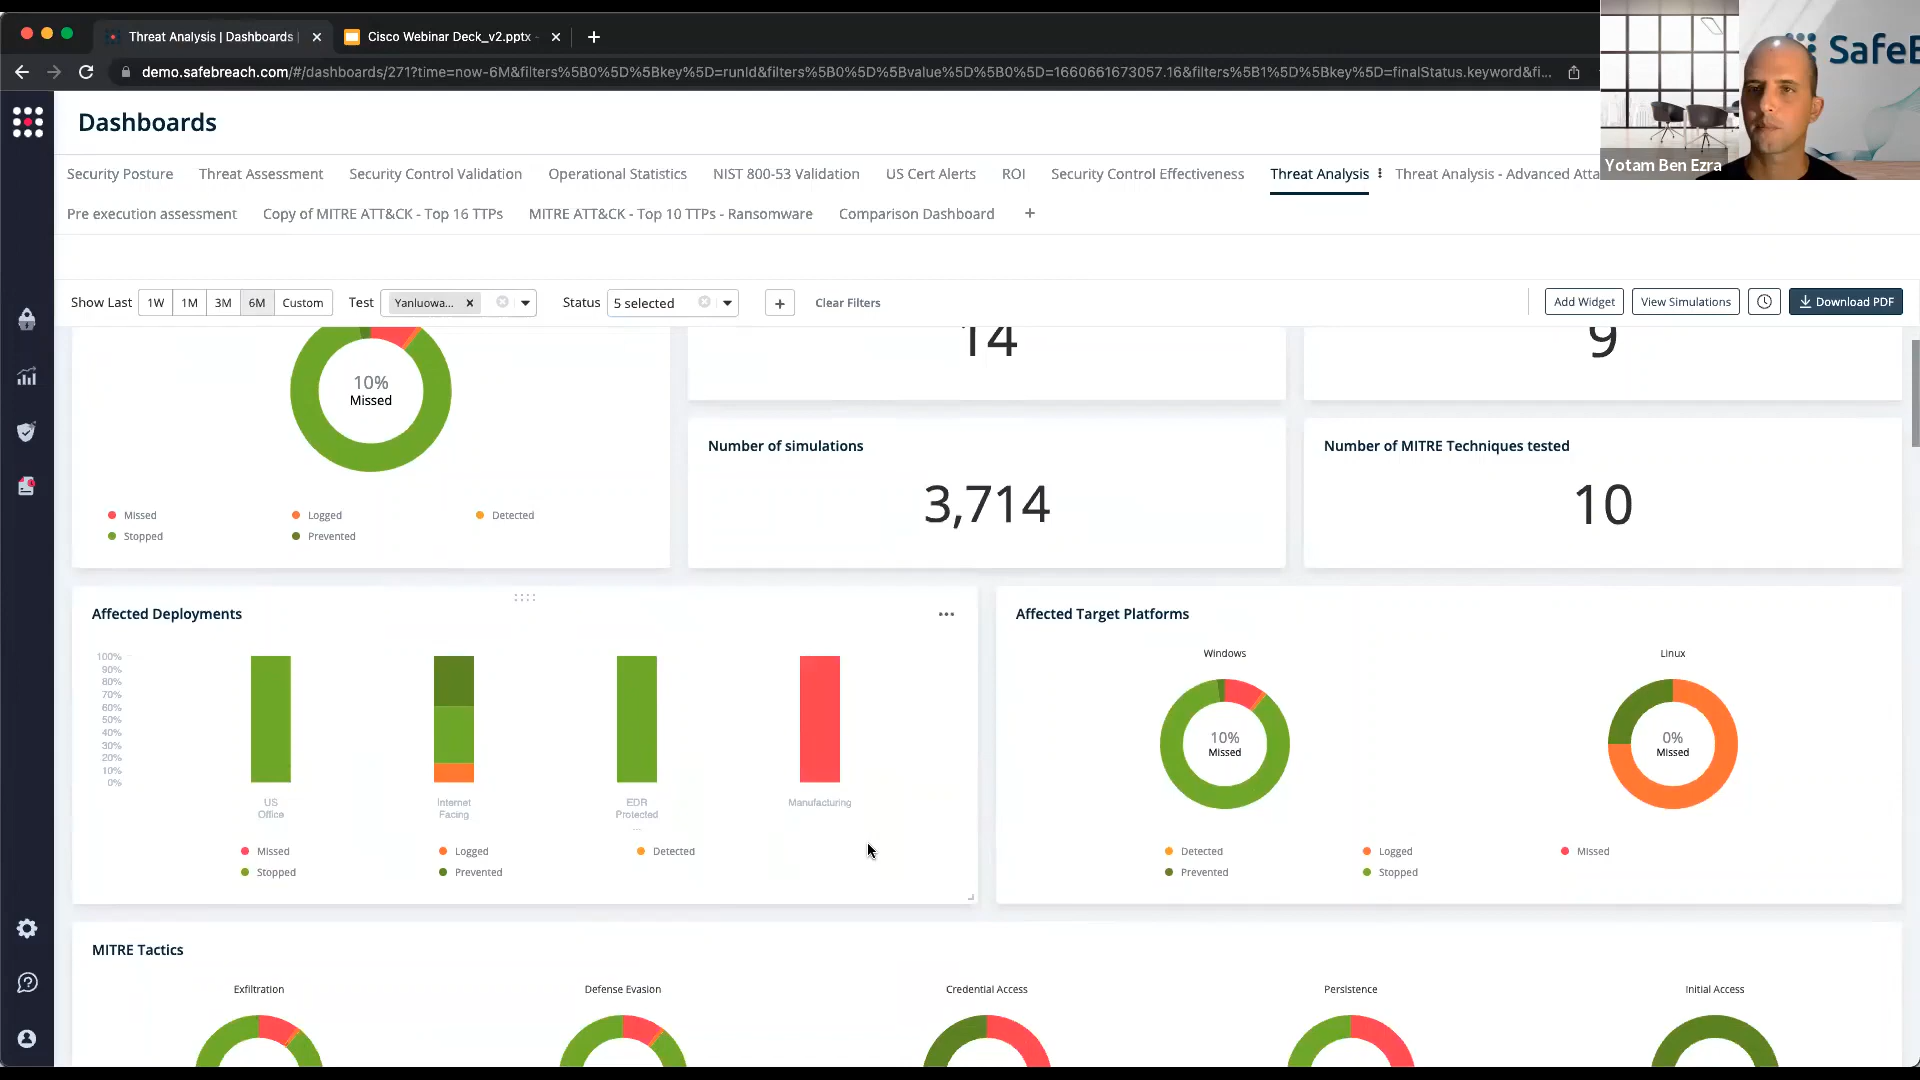 Threat Analysis | Dashboards |
Cisco Webinar Deck_v2.pptx -
demo.safebreach.com/#/dashboards/271?time=now-6M&filters%5B0%5D%5Bkey%5D=runId&filters%5B0%5D%5Bvalue%5D%5B0%5D=1660661673057.16&filters%5B1%5D%5Bkey%5D=finalStatus.keyword&fi...
SafeB
Yotam Ben Ezra
Dashboards
Security Posture Threat Assessment Security Control Validation Operational Statistics NIST 800-53 Validation US Cert Alerts ROI Security Control Effectiveness Threat Analysis Threat Analysis - Advanced Atta
Pre execution assessment Copy of MITRE ATT&CK - Top 16 TTPs MITRE ATT&CK - Top 10 TTPs - Ransomware Comparison Dashboard +
Show Last 1W 1M 3M 6M Custom Test Yanluowa... Status 5 selected + Clear Filters Add Widget View Simulations Download PDF
10%
Missed
14
9
Missed Logged Detected
Stopped Prevented
Number of simulations
3,714
Number of MITRE Techniques tested
10
Affected Deployments
100%
90%
80%
70%
60%
50%
40%
30%
20%
10%
0%
US
Office
Internet
Facing
EDR
Protected
...
Manufacturing
Missed Logged Detected
Stopped Prevented
Affected Target Platforms
Windows Linux
10%
Missed
0%
Missed
Detected Logged Missed
Prevented Stopped
MITRE Tactics
Exfiltration Defense Evasion Credential Access Persistence Initial Access